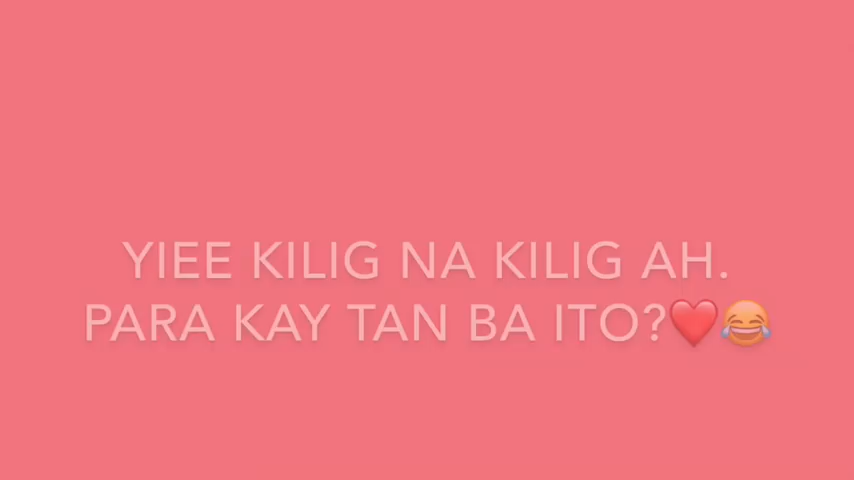 YIEE KILIG NA KILIG AH.
PARA KAY TAN BA ITO?❤️😂